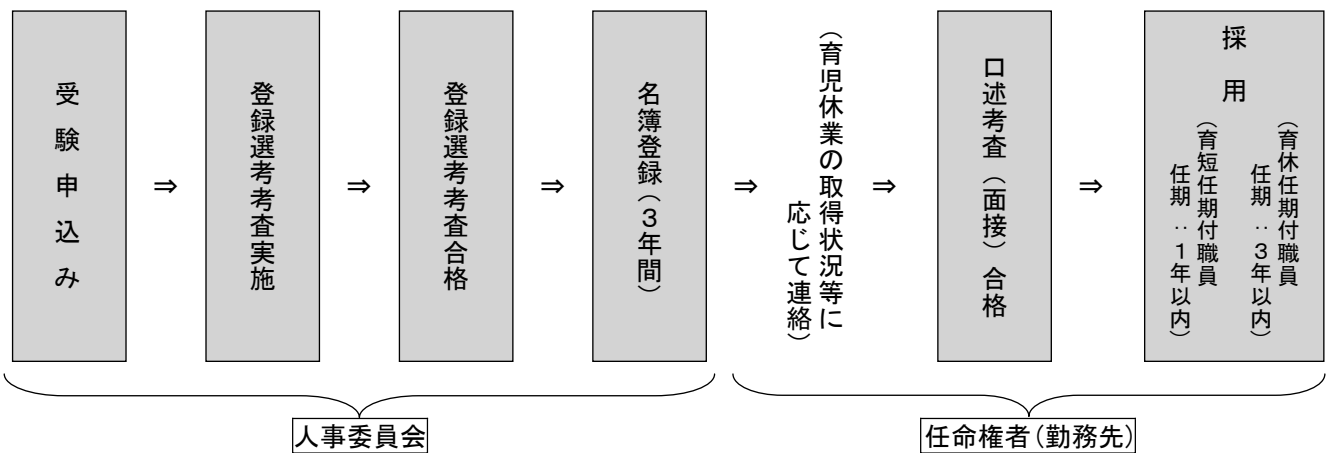 受験申込み
⇒
登録選考考査実施
⇒
登録選考考査合格
⇒
名簿登録（３年間）
⇒
（育児休業の取得状況等に
応じて連絡）
⇒
口述考査（面接）合格
⇒
採用
（育休任期付職員
任期：３年以内）
（育短任期付職員
任期：１年以内）
人事委員会
任命権者（勤務先）